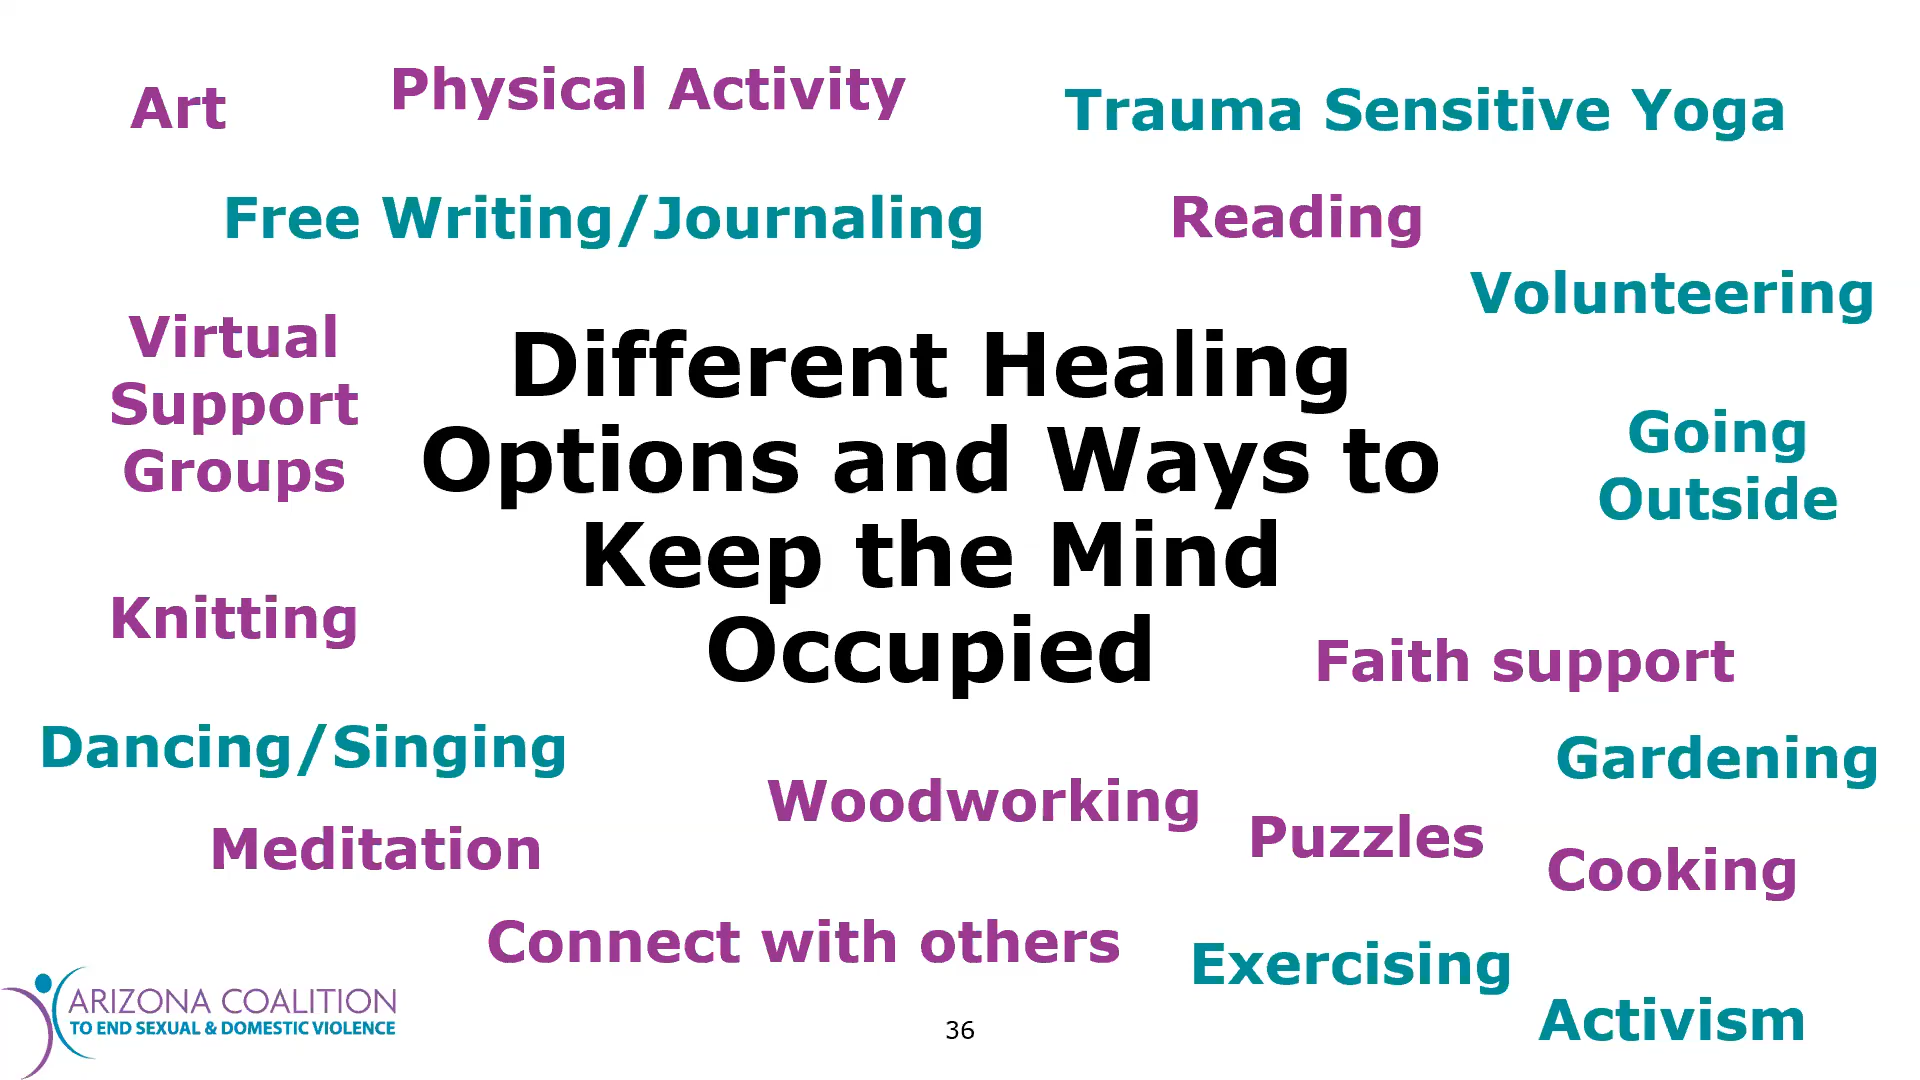 Art
Physical Activity
Trauma Sensitive Yoga
Free Writing/Journaling
Reading
Volunteering
Virtual
Support
Groups
Different Healing
Options and Ways to
Keep the Mind
Occupied
Going
Outside
Knitting
Faith support
Dancing/Singing
Gardening
Woodworking
Puzzles
Meditation
Cooking
Connect with others
Exercising
ARIZONA COALITION
TO END SEXUAL & DOMESTIC VIOLENCE
36
Activism